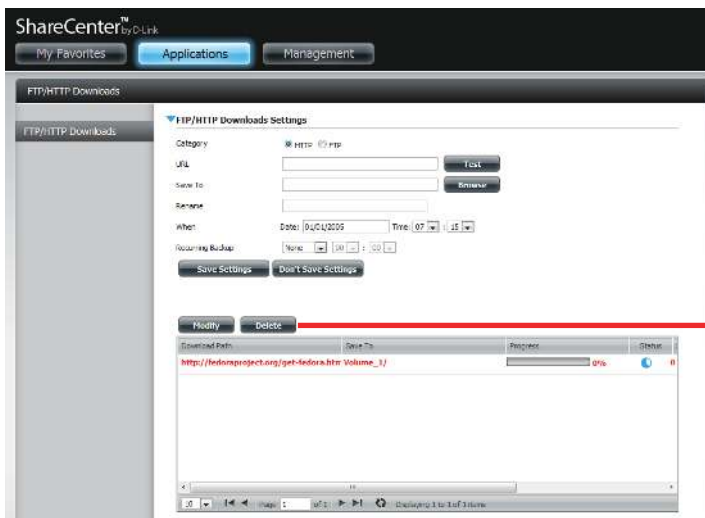 ShareCenter™ by D-Link
My Favorites Applications Management
FTP/HTTP Downloads
FTP/HTTP Downloads
FTP/HTTP Downloads Settings
Category HTTP FTP
URL Test
Save To Browse
Rename
When Date: 01/01/2005 Time: 07 : 15
Recurring Backup None 00 : 00
Save Settings Don't Save Settings
Modify Delete
Download Path Save To Progress Status
http://fedoraproject.org/get-fedora.htm Volume_1/ 0% 0
10 Page 1 of 1 Displaying 1 to 1 of 1 items